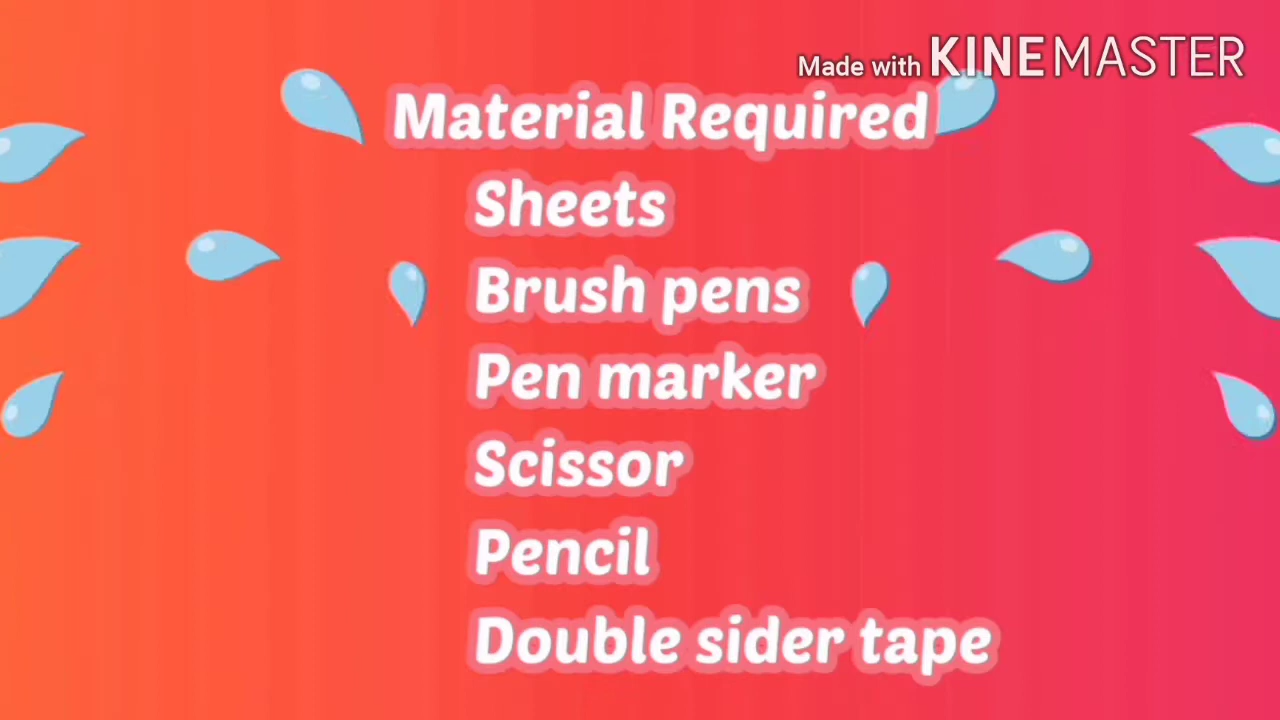 Made with KINEMASTER
Material Required
Sheets
Brush pens
Pen marker
Scissor
Pencil
Double sider tape